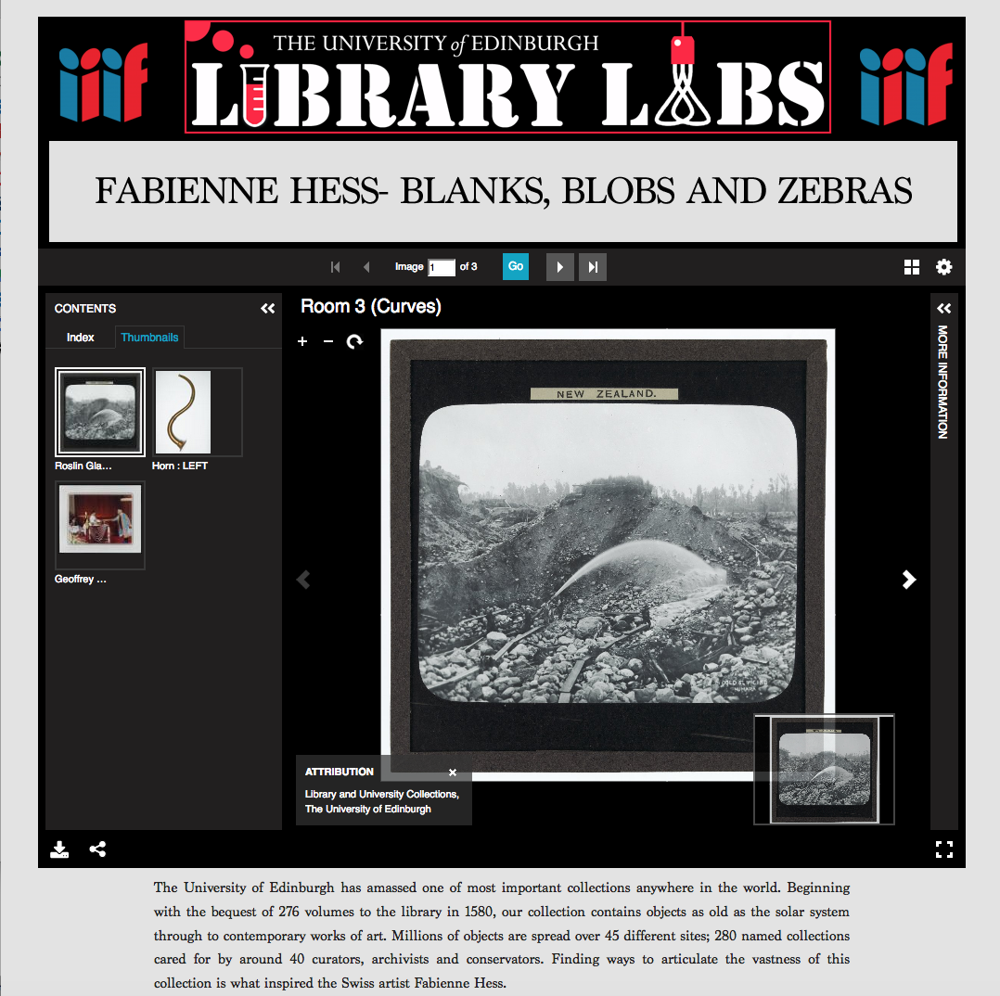 iiif
THE UNIVERSITY of EDINBURGH
LIBRARY LABS
iiif
FABIENNE HESS- BLANKS, BLOBS AND ZEBRAS
Image 1 of 3 Go
CONTENTS
Index Thumbnails
Roslin Gla...
Horn : LEFT
Geoffrey ...
Room 3 (Curves)
NEW ZEALAND.
MORE INFORMATION
ATTRIBUTION
Library and University Collections,
The University of Edinburgh
The University of Edinburgh has amassed one of most important collections anywhere in the world. Beginning
with the bequest of 276 volumes to the library in 1580, our collection contains objects as old as the solar system
through to contemporary works of art. Millions of objects are spread over 45 different sites; 280 named collections
cared for by around 40 curators, archivists and conservators. Finding ways to articulate the vastness of this
collection is what inspired the Swiss artist Fabienne Hess.